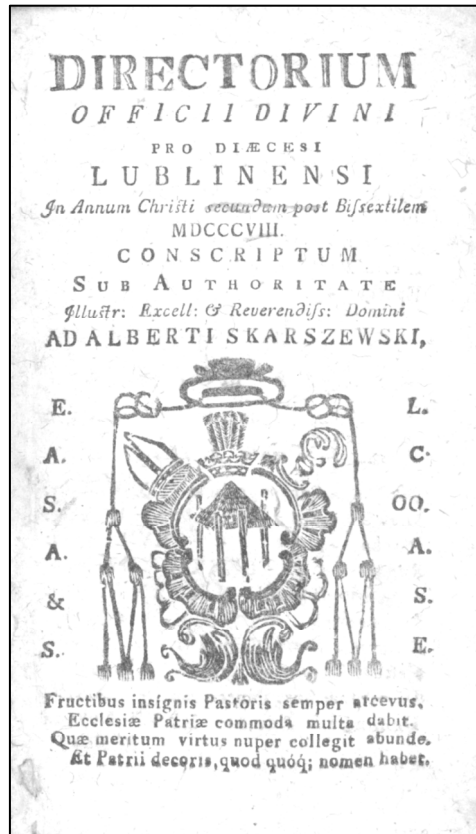 DIRECTORIUM
OFFICII DIVINI
PRO DIÆCESI
LUBLINENSI
In Annum Christi secundum post Bissextilem
MDCCCVIII.
CONSCRIPTUM
SUB AUTHORITATE
Illustr: Excell: & Reverendiss: Domini
ADALBERTI SKARSZEWSKI,
E. L.
A. C.
S. OO.
A. A.
& S.
S. E.
Fructibus insignis Pastoris semper arcevus,
Ecclesiæ Patriæ commoda multa dabit.
Quæ meritum virtus nuper collegit abunde.
Et Patrii decoris, quod quóq; nomen habet.